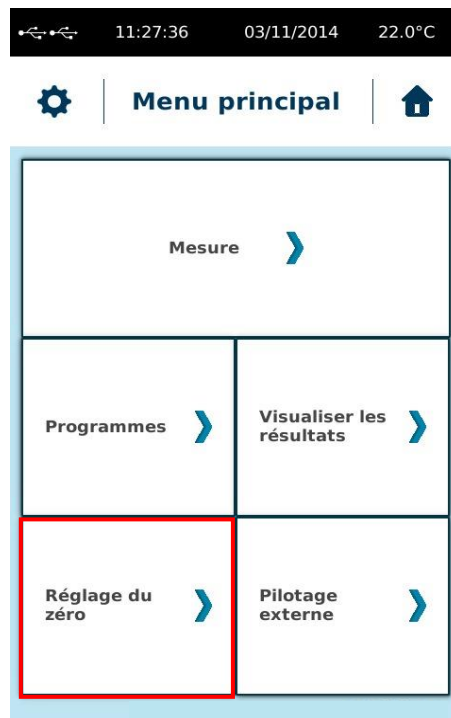 11:27:36 03/11/2014 22.0°C
Menu principal
Mesure
Programmes
Visualiser les
résultats
Réglage du
zéro
Pilotage
externe